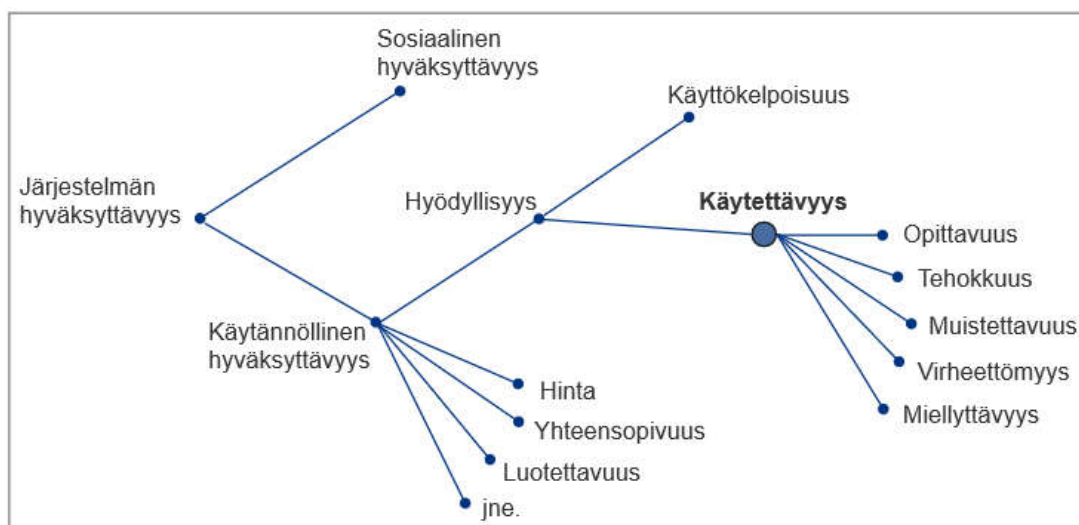 Sosiaalinen
hyväksyttävyys
Käyttökelpoisuus
Järjestelmän
hyväksyttävyys
Hyödyllisyys
Käytettävyys
Opittavuus
Tehokkuus
Muistettavuus
Virheettömyys
Miellyttävyys
Käytännöllinen
hyväksyttävyys
Hinta
Yhteensopivuus
Luotettavuus
jne.